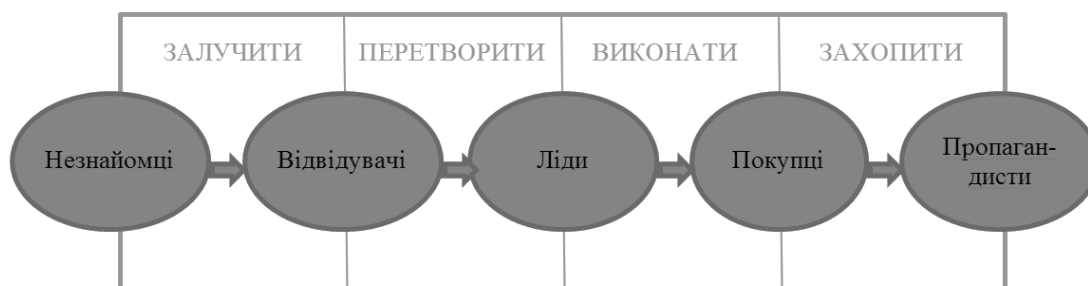 ЗАЛУЧИТИ ПЕРЕТВОРИТИ ВИКОНАТИ ЗАХОПИТИ
Незнайомці Відвідувачі Ліди Покупці Пропаган-
дисти